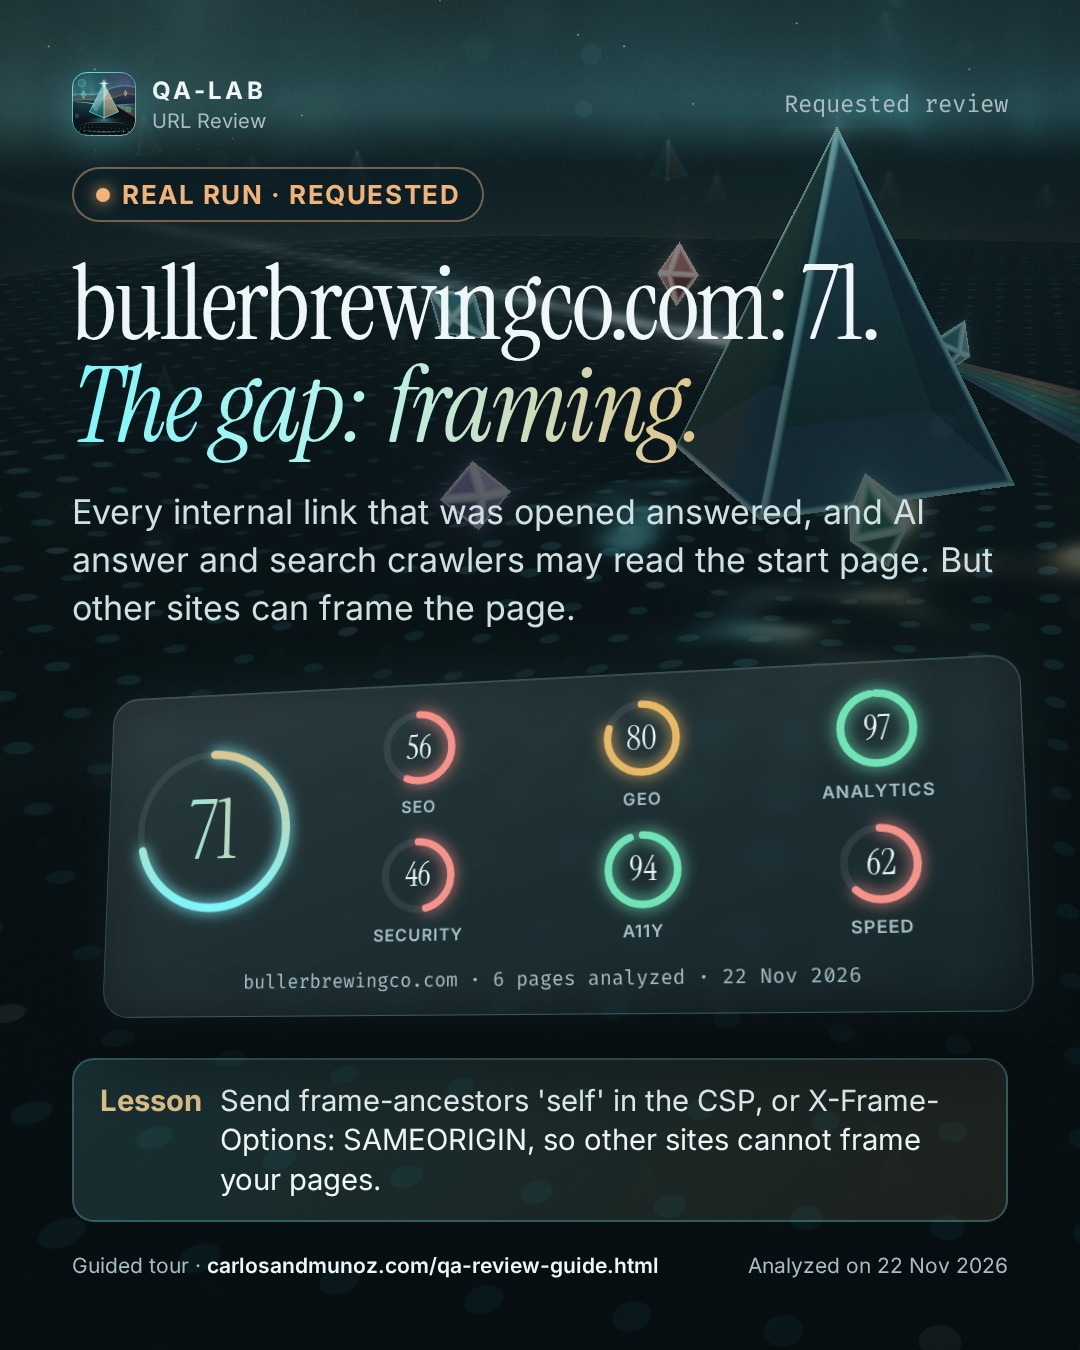 QA-LAB
URL Review
Requested review
REAL RUN · REQUESTED
bullerbrewingco.com: 71.
The gap: framing.
Every internal link that was opened answered, and AI
answer and search crawlers may read the start page. But
other sites can frame the page.
71
56
SEO
80
GEO
97
ANALYTICS
46
SECURITY
94
A11Y
62
SPEED
bullerbrewingco.com · 6 pages analyzed · 22 Nov 2026
Lesson
Send frame-ancestors 'self' in the CSP, or X-Frame-
Options: SAMEORIGIN, so other sites cannot frame
your pages.
Guided tour · carlosandmunoz.com/qa-review-guide.html
Analyzed on 22 Nov 2026